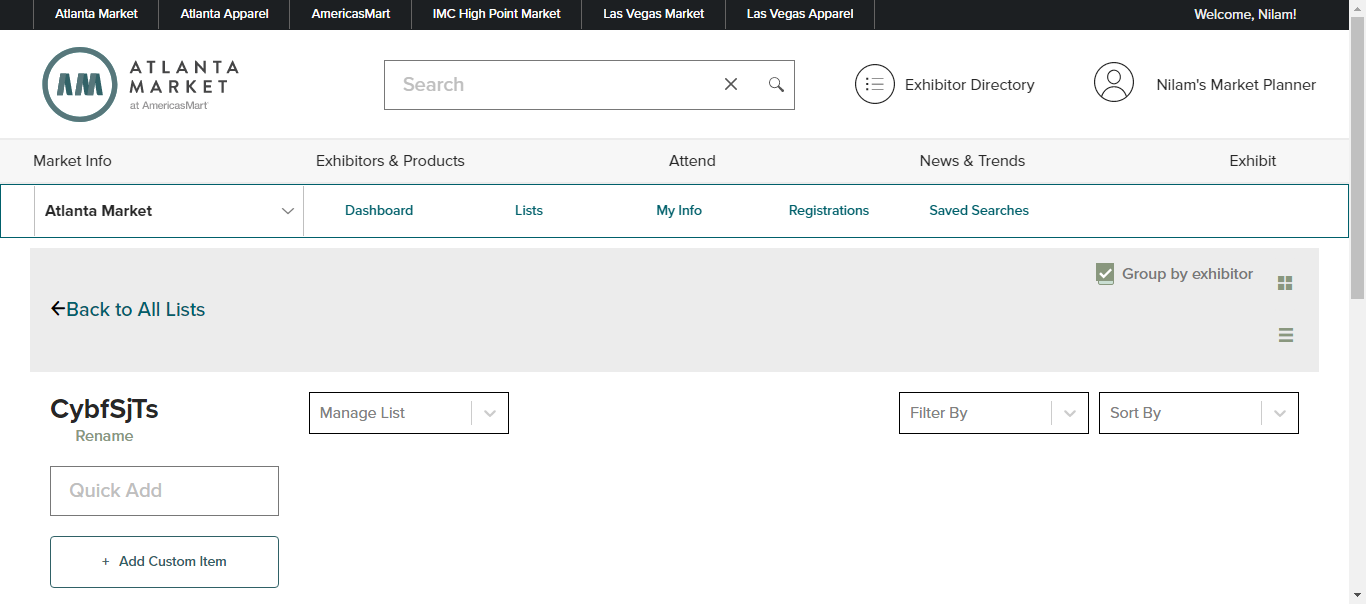 Atlanta Market Atlanta Apparel AmericasMart IMC High Point Market Las Vegas Market Las Vegas Apparel Welcome, Nilam!
AM ATLANTA
MARKET
at AmericasMart
Search
Exhibitor Directory
Nilam's Market Planner
Market Info Exhibitors & Products Attend News & Trends Exhibit
Atlanta Market Dashboard Lists My Info Registrations Saved Searches
Group by exhibitor
Back to All Lists
CybfSjTs
Rename
Manage List
Filter By
Sort By
Quick Add
+ Add Custom Item